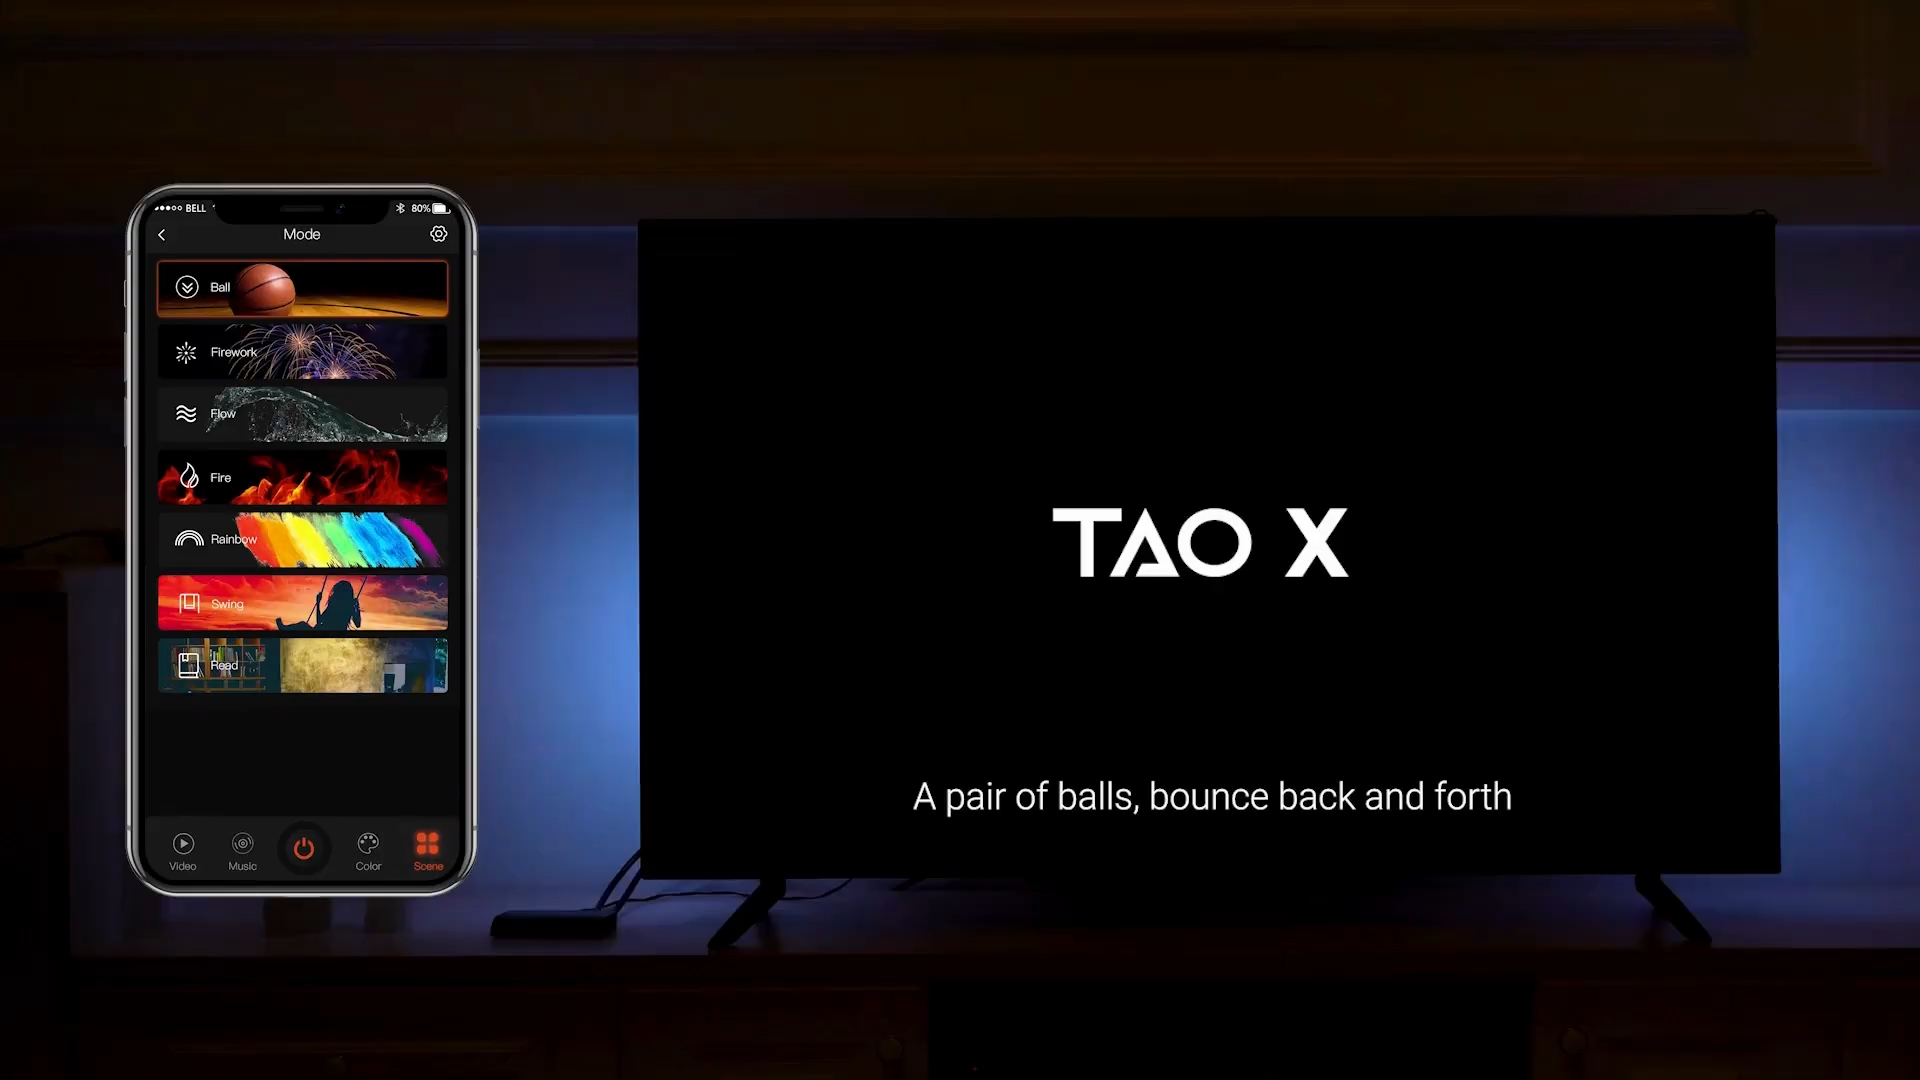 BELL
80%
Mode
Ball
Firework
Flow
Fire
Rainbow
Swing
Read
Video
Music
Color
Scene
TAO X
A pair of balls, bounce back and forth